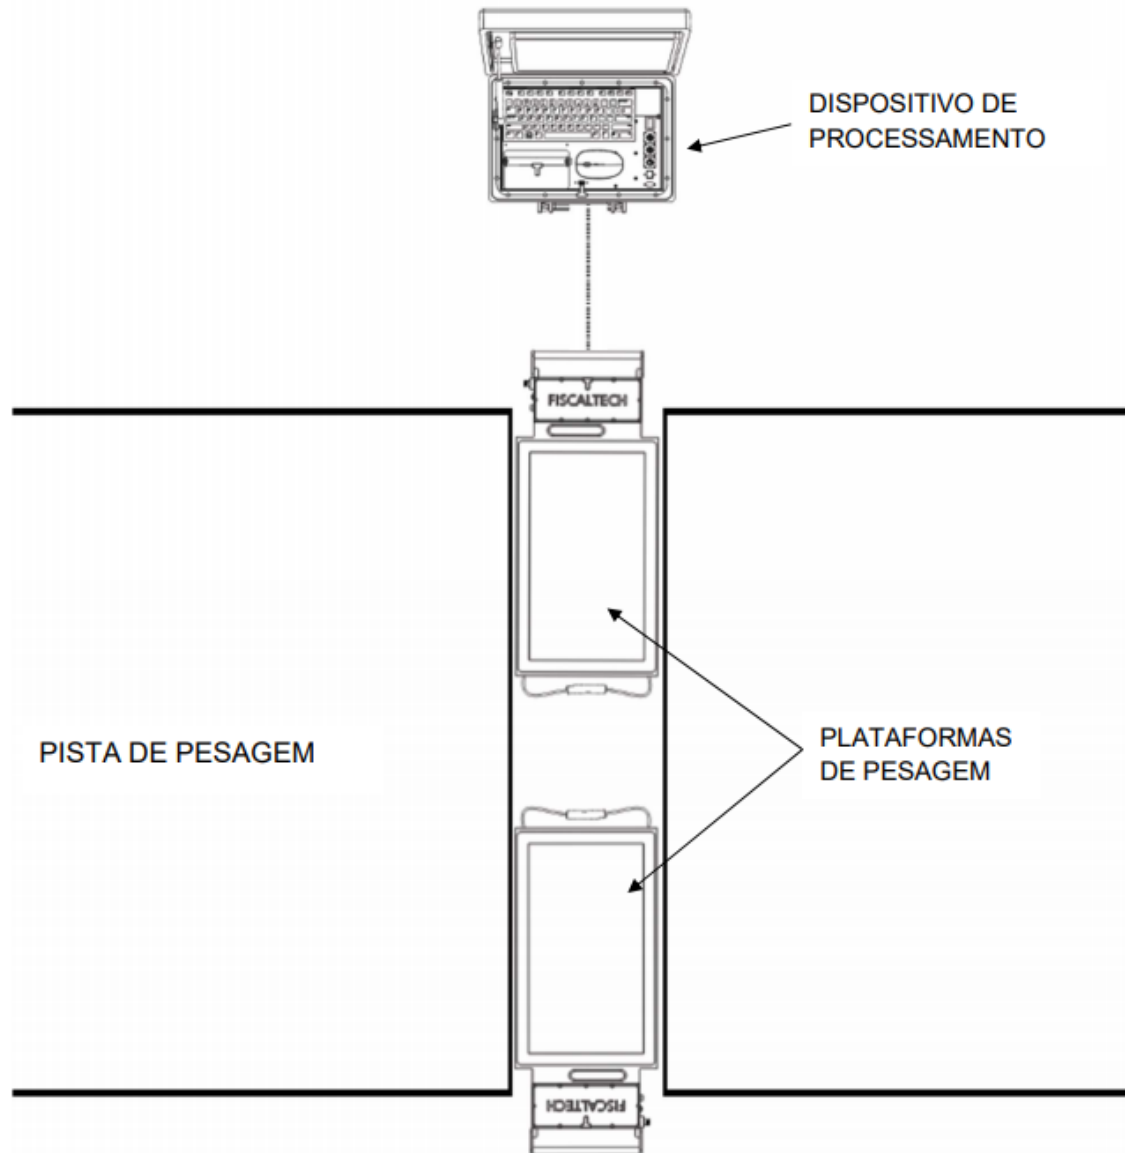 DISPOSITIVO DE
PROCESSAMENTO
FISCALTECH
PISTA DE PESAGEM
PLATAFORMAS
DE PESAGEM
FISCALTECH